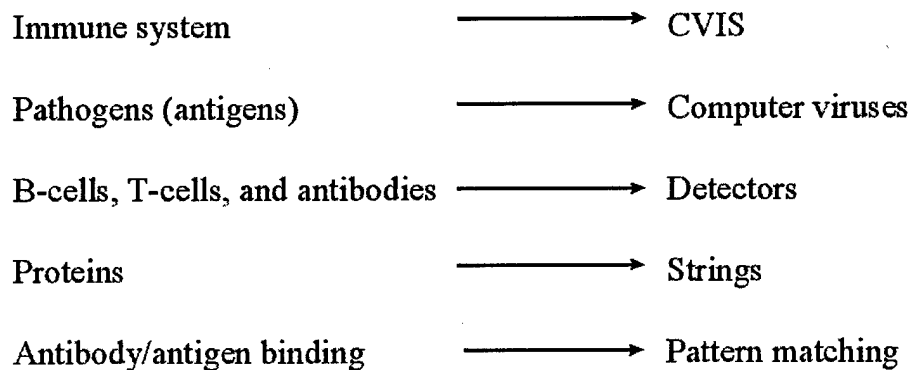 Immune system → CVIS
Pathogens (antigens) → Computer viruses
B-cells, T-cells, and antibodies → Detectors
Proteins → Strings
Antibody/antigen binding → Pattern matching